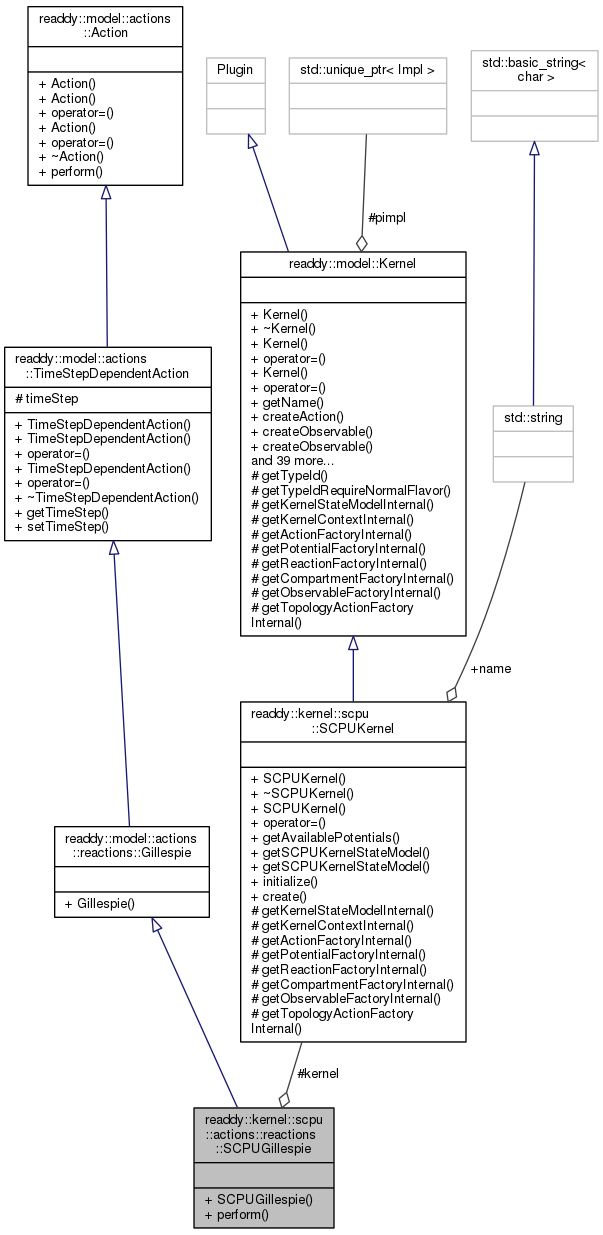 readdy::model::actions
::Action
+ Action()
+ Action()
+ operator=()
+ Action()
+ operator=()
+ ~Action()
+ perform()
Plugin
std::unique_ptr< Impl >
std::basic_string<
char >
#pimpl
readdy::model::Kernel
+ Kernel()
+ ~Kernel()
+ Kernel()
+ operator=()
+ Kernel()
+ operator=()
+ getName()
+ createAction()
+ createObservable()
+ createObservable()
and 39 more...
# getTypeId()
# getTypeIdRequireNormalFlavor()
# getKernelStateModelInternal()
# getKernelContextInternal()
# getActionFactoryInternal()
# getPotentialFactoryInternal()
# getReactionFactoryInternal()
# getCompartmentFactoryInternal()
# getObservableFactoryInternal()
# getTopologyActionFactory
Internal()
readdy::model::actions
::TimeStepDependentAction
# timeStep
+ TimeStepDependentAction()
+ TimeStepDependentAction()
+ operator=()
+ TimeStepDependentAction()
+ operator=()
+ ~TimeStepDependentAction()
+ getTimeStep()
+ setTimeStep()
std::string
+name
readdy::kernel::scpu
::SCPUKernel
+ SCPUKernel()
+ ~SCPUKernel()
+ SCPUKernel()
+ operator=()
+ getAvailablePotentials()
+ getSCPUKernelStateModel()
+ getSCPUKernelStateModel()
+ initialize()
+ create()
# getKernelStateModelInternal()
# getKernelContextInternal()
# getActionFactoryInternal()
# getPotentialFactoryInternal()
# getReactionFactoryInternal()
# getCompartmentFactoryInternal()
# getObservableFactoryInternal()
# getTopologyActionFactory
Internal()
readdy::model::actions
::reactions::Gillespie
+ Gillespie()
#kernel
readdy::kernel::scpu
::actions::reactions
::SCPUGillespie
+ SCPUGillespie()
+ perform()